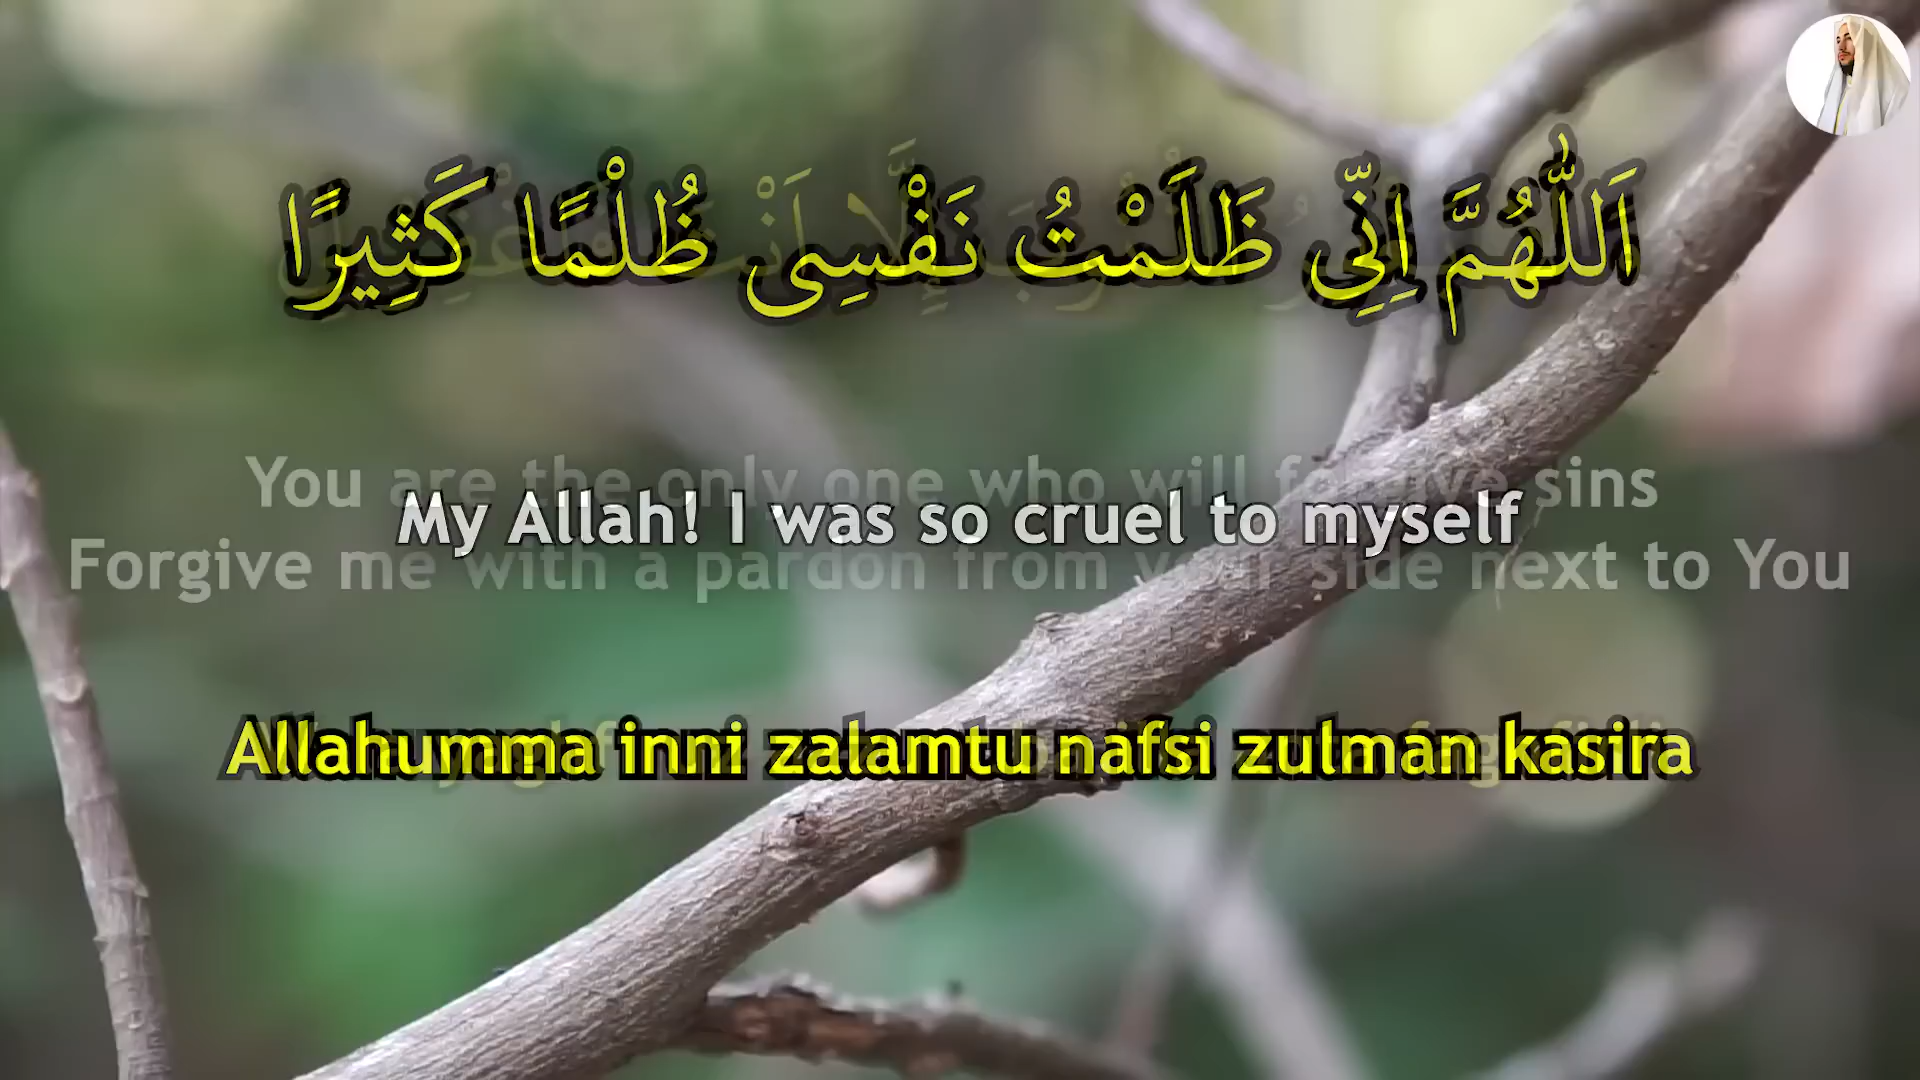 اَللّٰهُمَّ اِنِّي ظَلَمْتُ نَفْسِى ظُلْمًا كَثِيرًا
You are the only one who will forgive sins
My Allah! I was so cruel to myself
Forgive me with a pardon from your side next to You
Allahumma inni zalamtu nafsi zulman kasira